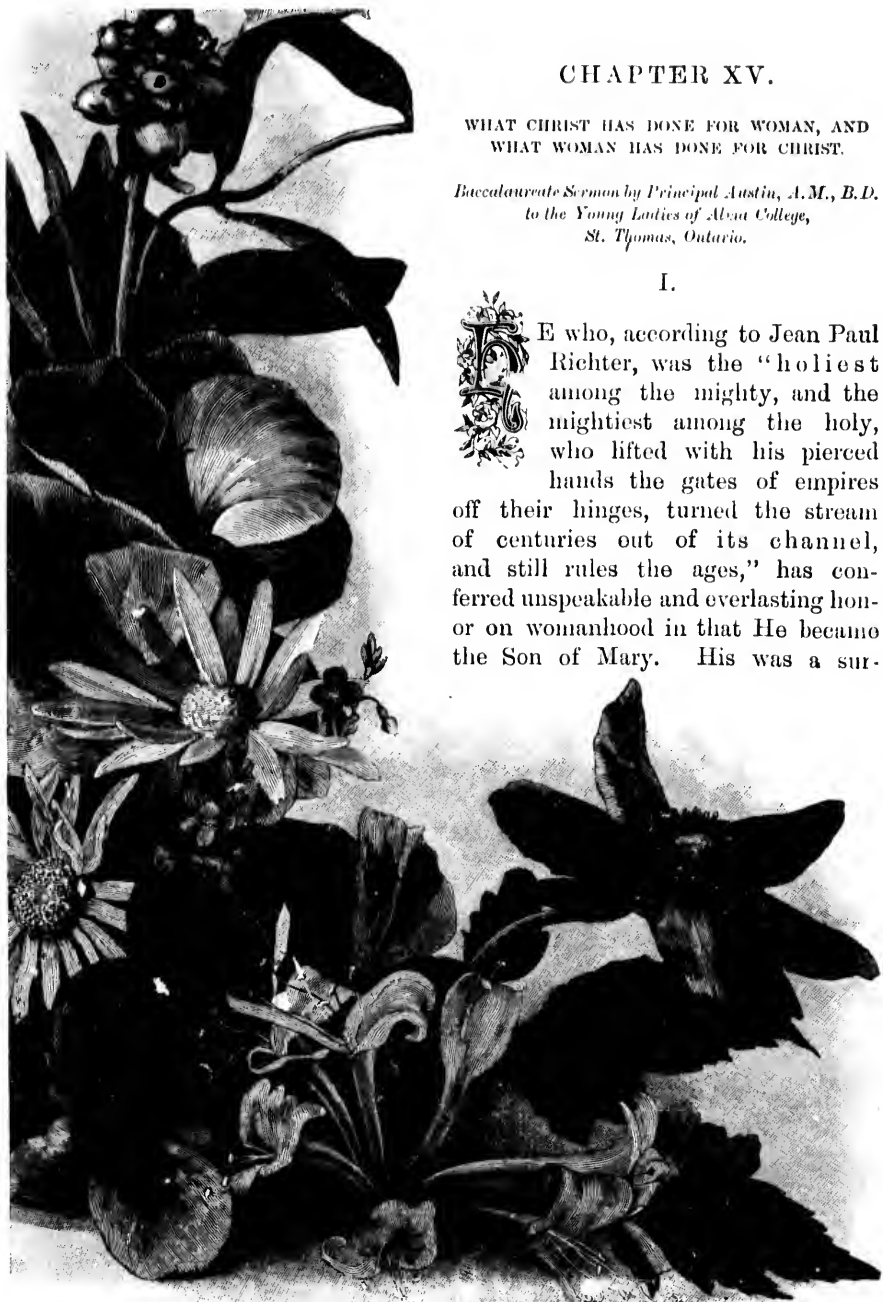 CHAPTER XV.
WHAT CHRIST HAS DONE FOR WOMAN, AND
WHAT WOMAN HAS DONE FOR CHRIST.
Baccalaureate Sermon by Principal Austin, A.M., B.D.
to the Young Ladies of Alma College,
St. Thomas, Ontario.
I.
HE who, according to Jean Paul
Richter, was the "holiest
among the mighty, and the
mightiest among the holy,
who lifted with his pierced
hands the gates of empires
off their hinges, turned the stream
of centuries out of its channel,
and still rules the ages," has con-
ferred unspeakable and everlasting hon-
or on womanhood in that He became
the Son of Mary. His was a sur-